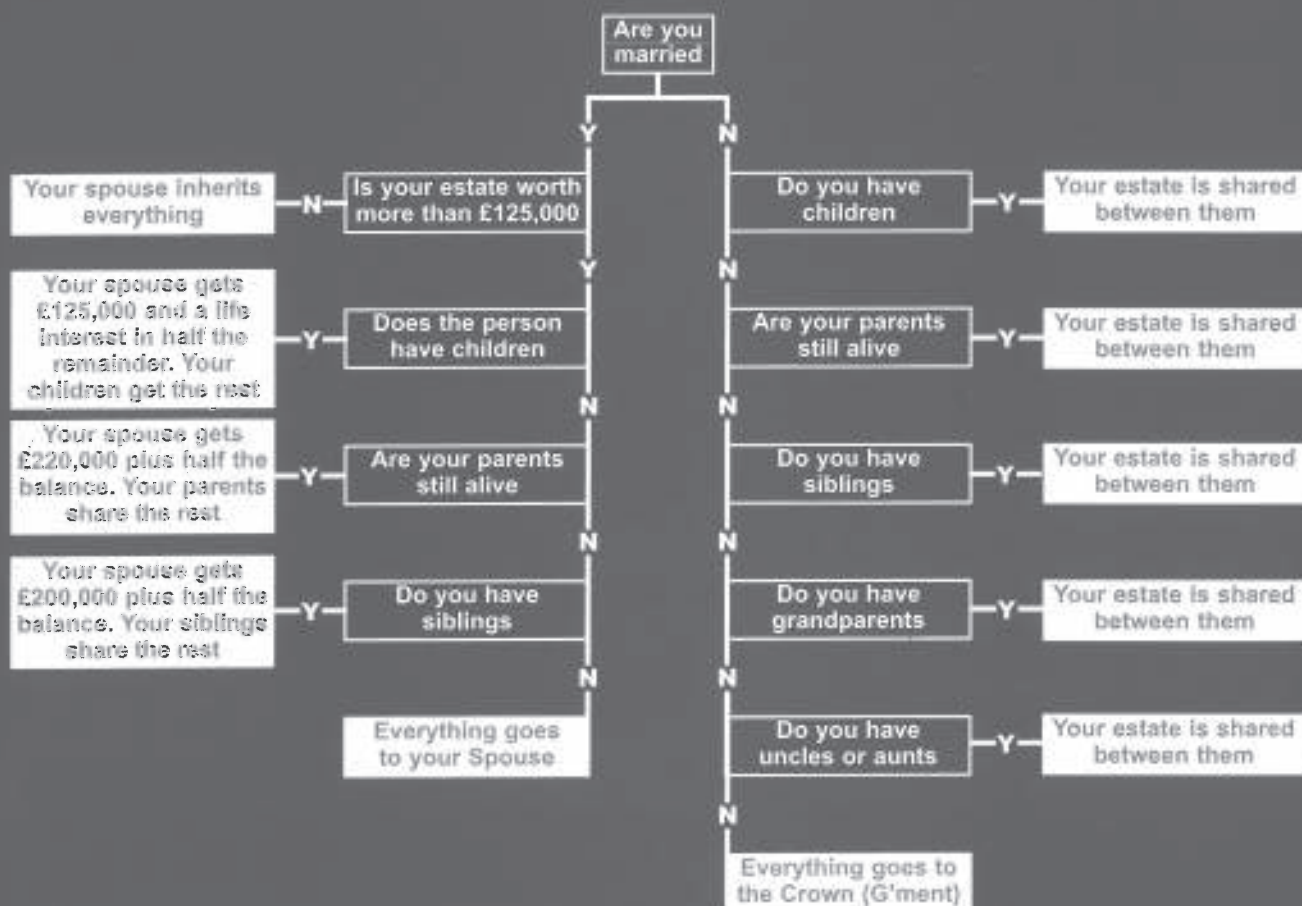 Are you
married
Y
N
Your spouse inherits
everything
N
Is your estate worth
more than £125,000
Do you have
children
Y
Your estate is shared
between them
Y
N
Your spouse gets
£125,000 and a life
interest in half the
remainder. Your
children get the rest
Y
Does the person
have children
Are your parents
still alive
Y
Your estate is shared
between them
N
N
Your spouse gets
£220,000 plus half the
balance. Your parents
share the rest
Y
Are your parents
still alive
Do you have
siblings
Y
Your estate is shared
between them
N
N
Your spouse gets
£200,000 plus half the
balance. Your siblings
share the rest
Y
Do you have
siblings
Do you have
grandparents
Y
Your estate is shared
between them
N
N
Everything goes
to your Spouse
Do you have
uncles or aunts
Y
Your estate is shared
between them
N
Everything goes to
the Crown (G'ment)